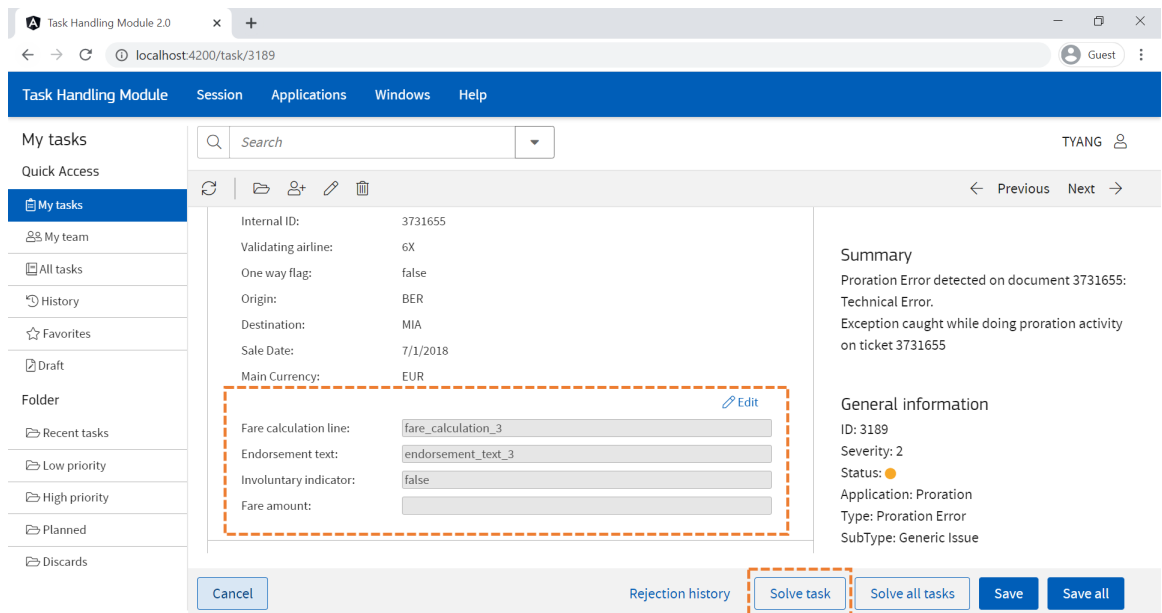 Task Handling Module 2.0
localhost:4200/task/3189
Guest
Task Handling Module Session Applications Windows Help
My tasks
Search
TYANG
Quick Access
Previous Next
My tasks
My team
All tasks
History
Favorites
Draft
Folder
Recent tasks
Low priority
High priority
Planned
Discards
Internal ID: 3731655
Validating airline: 6X
One way flag: false
Origin: BER
Destination: MIA
Sale Date: 7/1/2018
Main Currency: EUR
Edit
Fare calculation line: fare_calculation_3
Endorsement text: endorsement_text_3
Involuntary indicator: false
Fare amount:
Summary
Proration Error detected on document 3731655:
Technical Error.
Exception caught while doing proration activity
on ticket 3731655
General information
ID: 3189
Severity: 2
Status:
Application: Proration
Type: Proration Error
SubType: Generic Issue
Cancel Rejection history Solve task Solve all tasks Save Save all